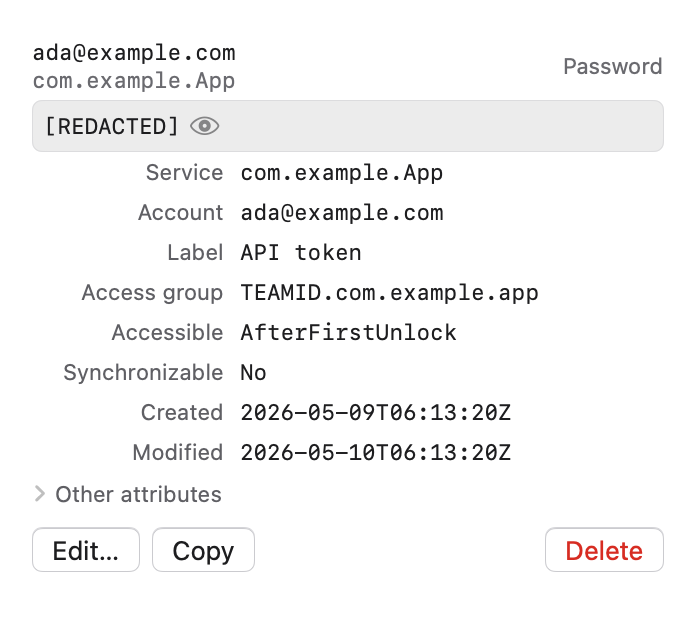 ada@example.com
com.example.App
Password
[REDACTED]
Service com.example.App
Account ada@example.com
Label API token
Access group TEAMID.com.example.app
Accessible AfterFirstUnlock
Synchronizable No
Created 2026-05-09T06:13:20Z
Modified 2026-05-10T06:13:20Z
Other attributes
Edit... Copy Delete